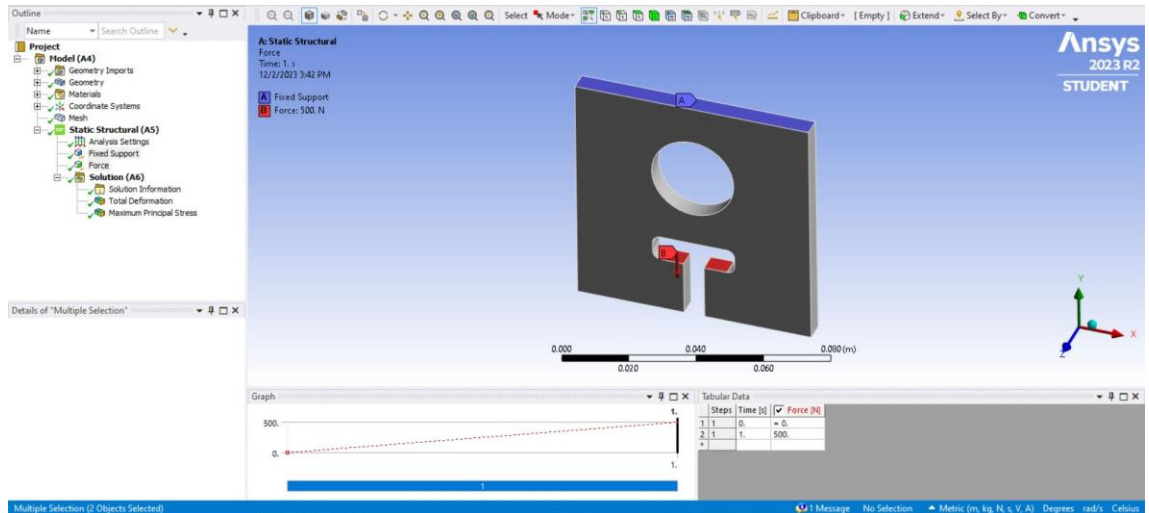 Outline
Name Search Outline
Project
Model (A4)
Geometry Imports
Geometry
Materials
Coordinate Systems
Mesh
Static Structural (A5)
Analysis Settings
Fixed Support
Force
Solution (A6)
Solution Information
Total Deformation
Maximum Principal Stress
Details of "Multiple Selection"
Select Mode Clipboard [ Empty ] Extend Select By Convert
A: Static Structural
Force
Time: 1. s
12/2/2023 3:42 PM
A Fixed Support
B Force: 500. N
Ansys
2023 R2
STUDENT
A
B
Y
X
Z
0.000 0.040 0.080 (m)
0.020 0.060
Graph
1.
500.
0.
1.
1
Tabular Data
Steps Time [s] Force [N]
1 1 0. = 0.
2 1 1. 500.
*
Multiple Selection (2 Objects Selected) 1 Message No Selection Metric (m, kg, N, s, V, A) Degrees rad/s Celsius